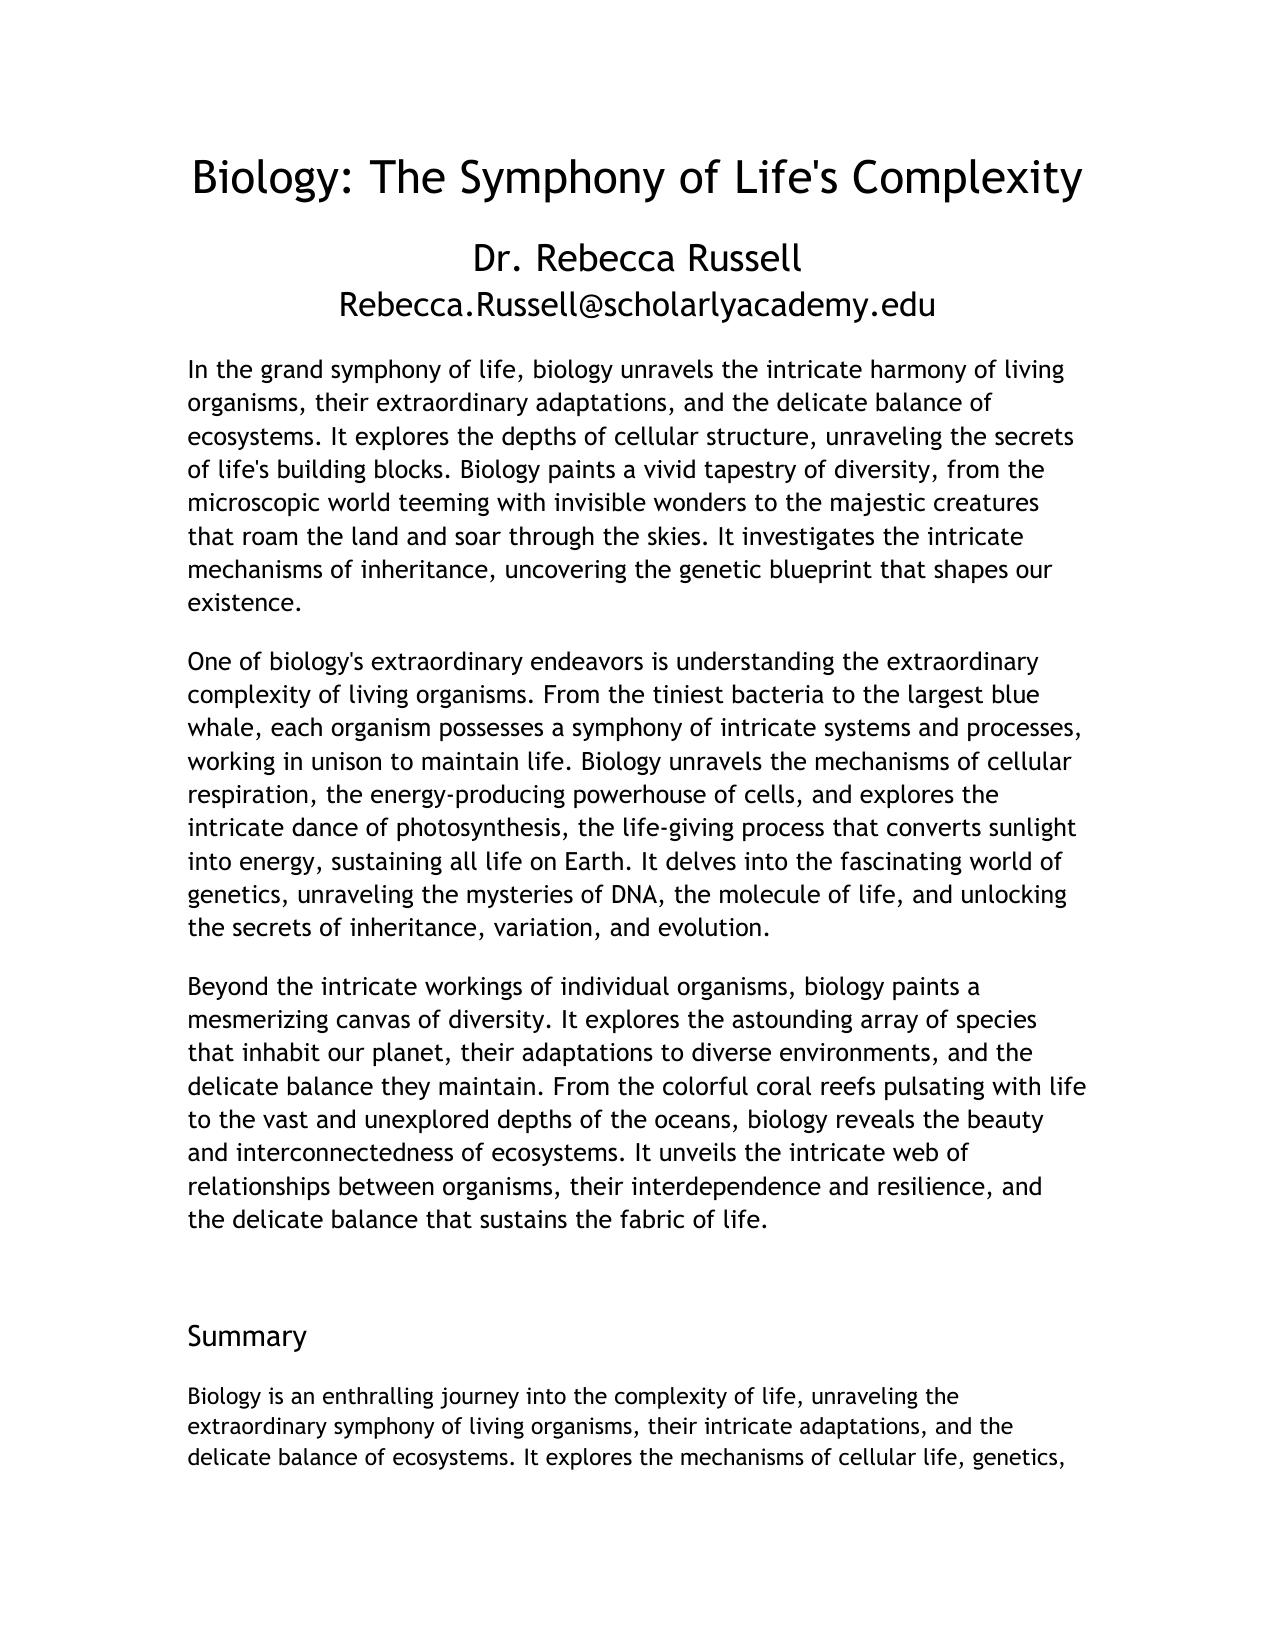 Biology: The Symphony of Life's Complexity
Dr. Rebecca Russell
Rebecca.Russell@scholarlyacademy.edu
In the grand symphony of life, biology unravels the intricate harmony of living
organisms, their extraordinary adaptations, and the delicate balance of
ecosystems. It explores the depths of cellular structure, unraveling the secrets
of life's building blocks. Biology paints a vivid tapestry of diversity, from the
microscopic world teeming with invisible wonders to the majestic creatures
that roam the land and soar through the skies. It investigates the intricate
mechanisms of inheritance, uncovering the genetic blueprint that shapes our
existence.
One of biology's extraordinary endeavors is understanding the extraordinary
complexity of living organisms. From the tiniest bacteria to the largest blue
whale, each organism possesses a symphony of intricate systems and processes,
working in unison to maintain life. Biology unravels the mechanisms of cellular
respiration, the energy-producing powerhouse of cells, and explores the
intricate dance of photosynthesis, the life-giving process that converts sunlight
into energy, sustaining all life on Earth. It delves into the fascinating world of
genetics, unraveling the mysteries of DNA, the molecule of life, and unlocking
the secrets of inheritance, variation, and evolution.
Beyond the intricate workings of individual organisms, biology paints a
mesmerizing canvas of diversity. It explores the astounding array of species
that inhabit our planet, their adaptations to diverse environments, and the
delicate balance they maintain. From the colorful coral reefs pulsating with life
to the vast and unexplored depths of the oceans, biology reveals the beauty
and interconnectedness of ecosystems. It unveils the intricate web of
relationships between organisms, their interdependence and resilience, and
the delicate balance that sustains the fabric of life.
Summary
Biology is an enthralling journey into the complexity of life, unraveling the
extraordinary symphony of living organisms, their intricate adaptations, and the
delicate balance of ecosystems. It explores the mechanisms of cellular life, genetics,